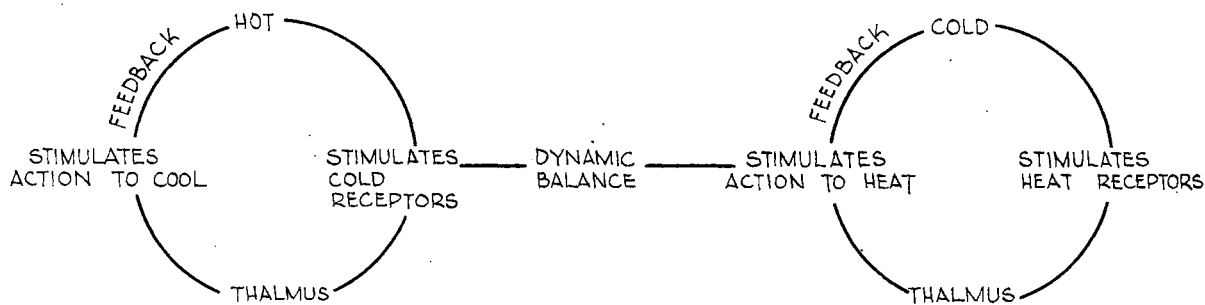 HOT
FEEDBACK
STIMULATES
ACTION TO COOL
STIMULATES
COLD
RECEPTORS
THALMUS
DYNAMIC
BALANCE
COLD
FEEDBACK
STIMULATES
ACTION TO HEAT
STIMULATES
HEAT RECEPTORS
THALMUS